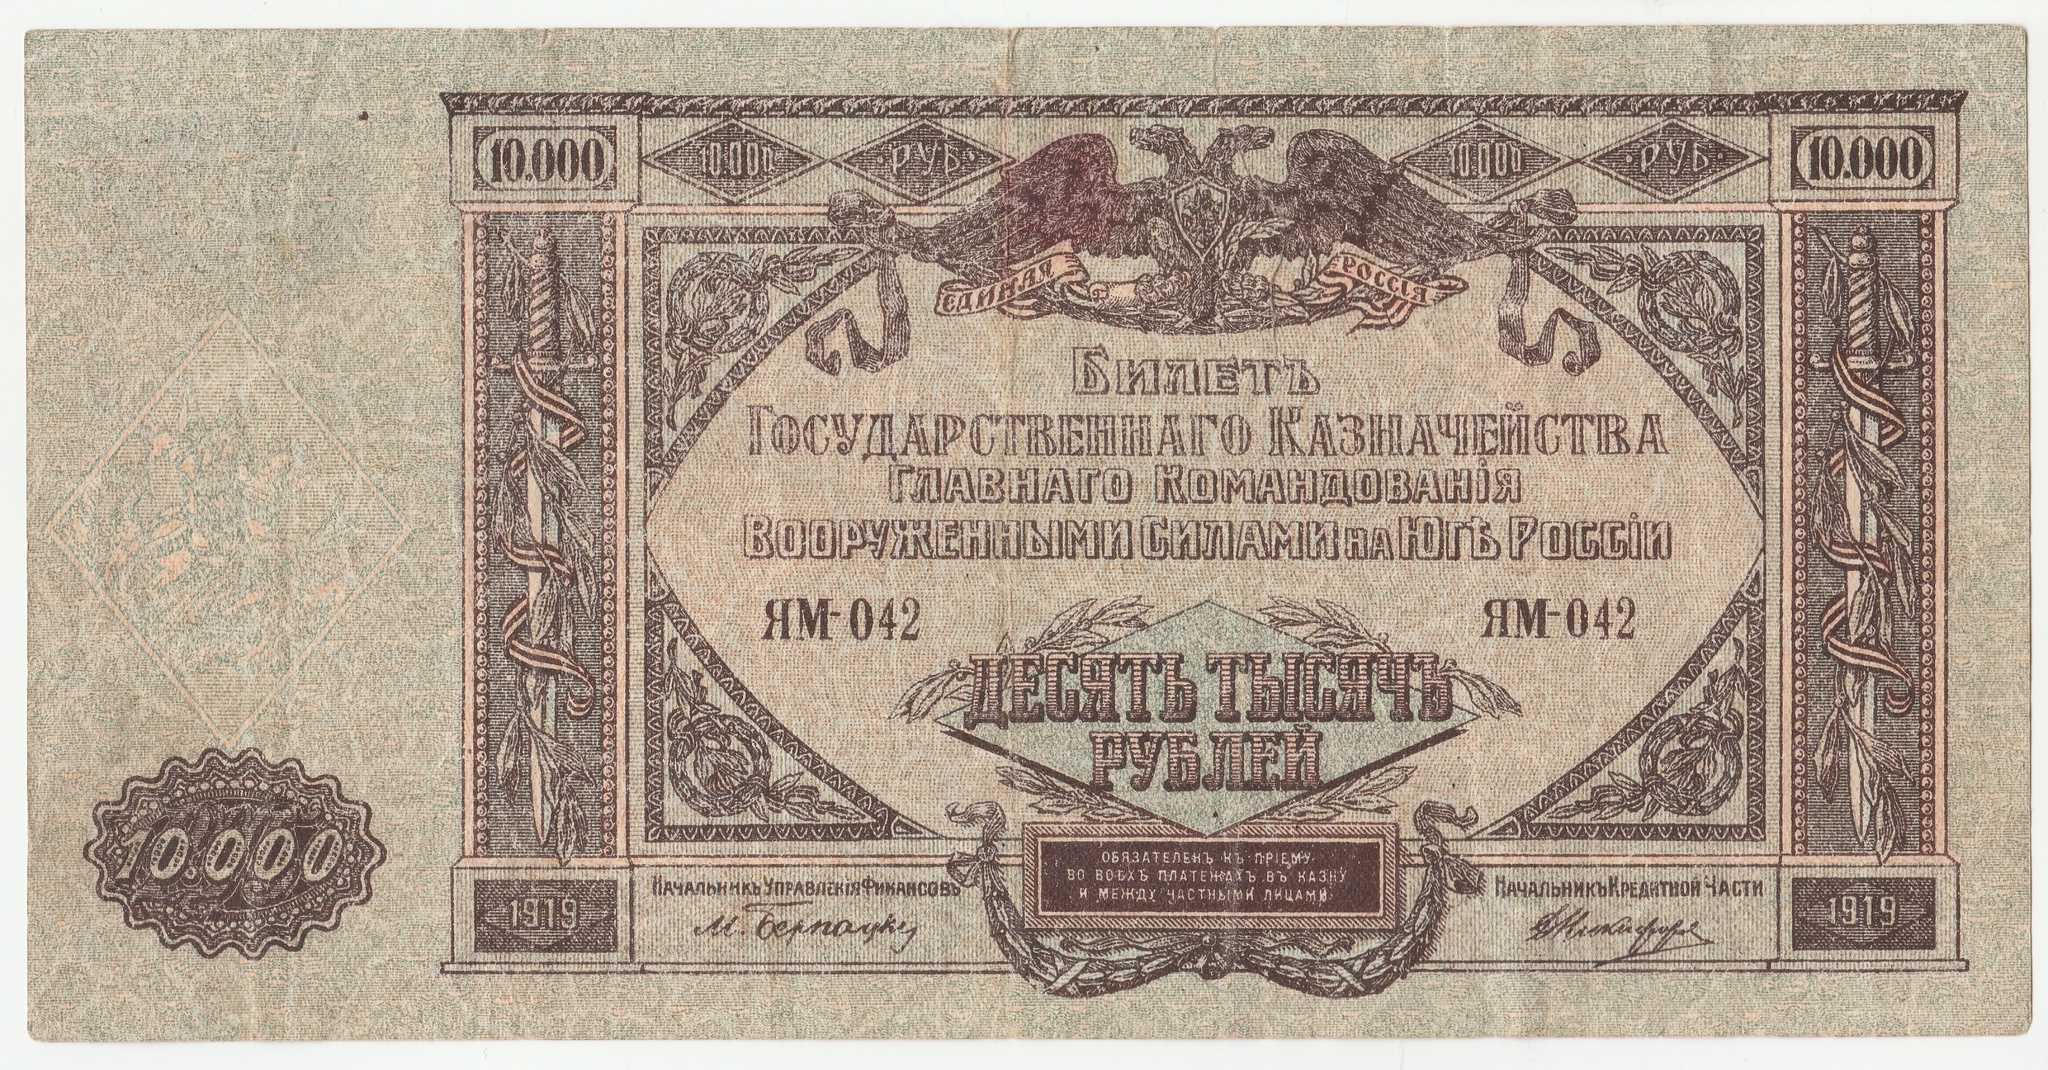 10.000 10.000 ·РУБ· 10.000 ·РУБ· 10.000
ЕДИНАЯ РОССІЯ
БИЛЕТЪ
ГОСУДАРСТВЕННАГО КАЗНАЧЕЙСТВА
ГЛАВНАГО КОМАНДОВАНІЯ
ВООРУЖЕННЫМИ СИЛАМИ НА ЮГѢ РОССІИ
ЯМ-042 ЯМ-042
ДЕСЯТЬ ТЫСЯЧЪ
РУБЛЕЙ
10.000
ОБЯЗАТЕЛЕНЪ КЪ ПРІЕМУ
ВО ВСѢХЪ ПЛАТЕЖАХЪ ВЪ КАЗНУ
И МЕЖДУ ЧАСТНЫМИ ЛИЦАМИ.
НАЧАЛЬНИКЪ УПРАВЛЕНІЯ ФИНАНСОВЪ НАЧАЛЬНИКЪ КРЕДИТНОЙ ЧАСТИ
1919 М. Бернацкій 1919